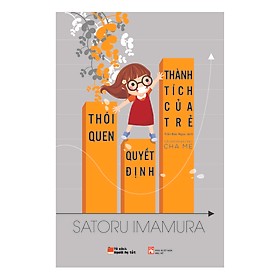 THÓI
QUEN
QUYẾT
ĐỊNH
THÀNH
TÍCH
CỦA
TRẺ
CHA MẸ
SATORU IMAMURA